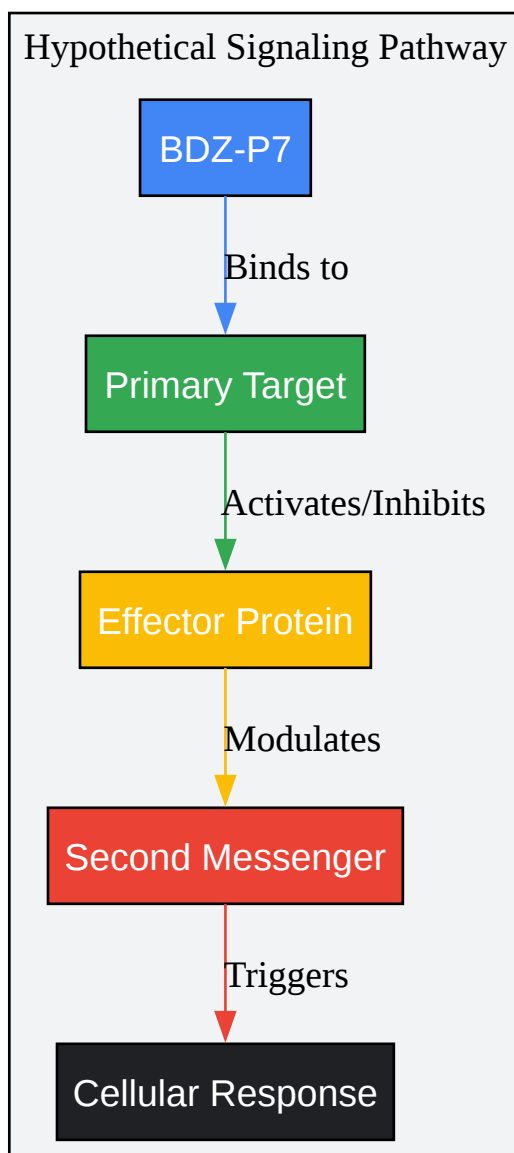 Hypothetical Signaling Pathway
BDZ-P7
Binds to
Primary Target
Activates/Inhibits
Effector Protein
Modulates
Second Messenger
Triggers
Cellular Response